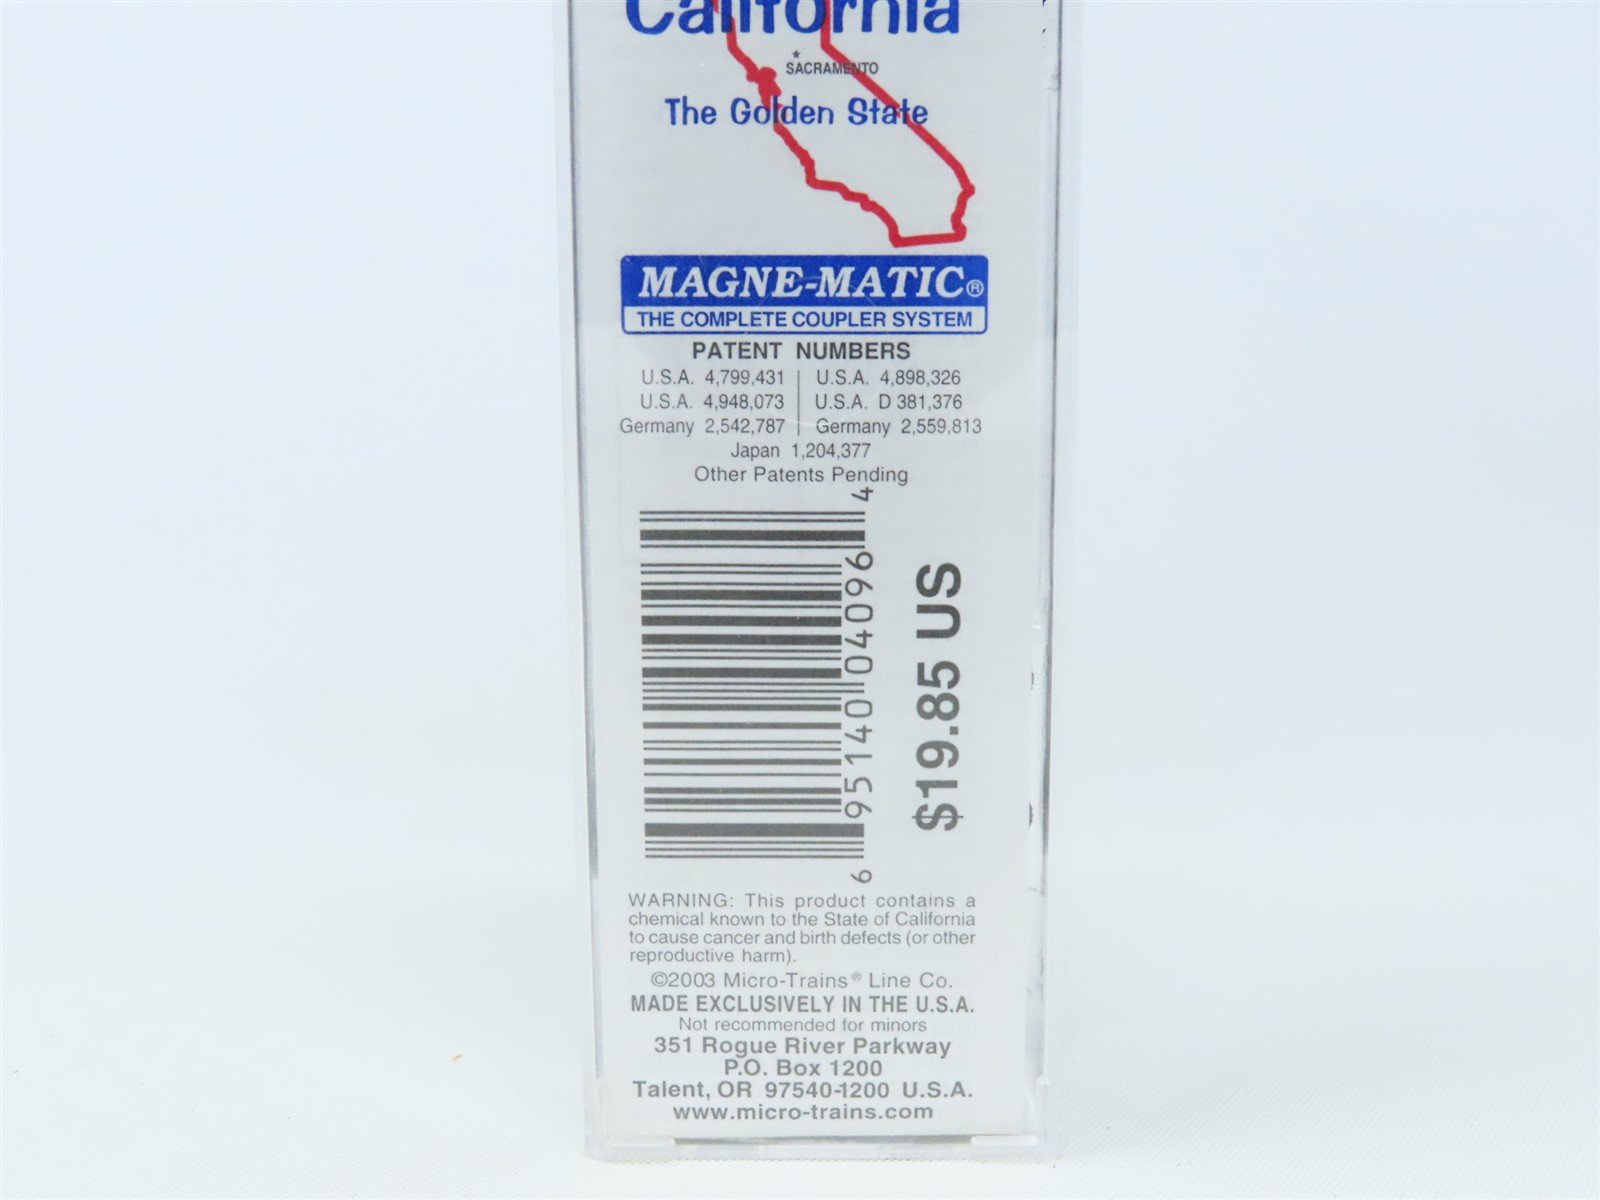 California
SACRAMENTO
The Golden State
MAGNE-MATIC®
THE COMPLETE COUPLER SYSTEM
PATENT NUMBERS
U.S.A. 4,799,431 | U.S.A. 4,898,326
U.S.A. 4,948,073 | U.S.A. D 381,376
Germany 2,542,787 | Germany 2,559,813
Japan 1,204,377
Other Patents Pending
6 95140 04096 4
$19.85 US
WARNING: This product contains a
chemical known to the State of California
to cause cancer and birth defects (or other
reproductive harm).
©2003 Micro-Trains® Line Co.
MADE EXCLUSIVELY IN THE U.S.A.
Not recommended for minors
351 Rogue River Parkway
P.O. Box 1200
Talent, OR 97540-1200 U.S.A.
www.micro-trains.com